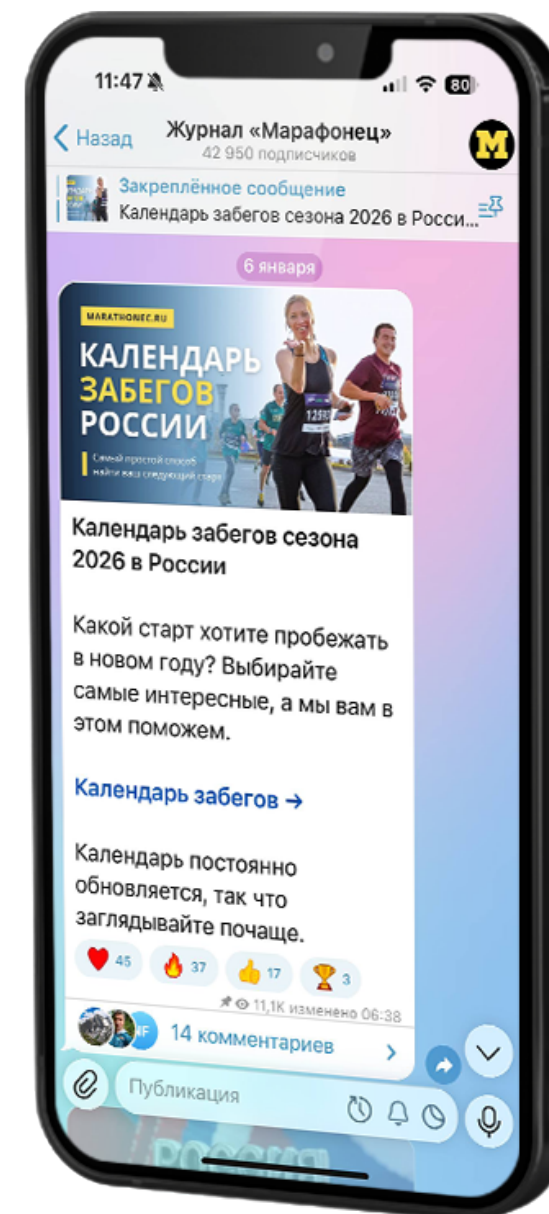 11:47
80
Назад
Журнал «Марафонец»
42 950 подписчиков
M
Закреплённое сообщение
Календарь забегов сезона 2026 в Росси...
6 января
MARATHONEC.RU
КАЛЕНДАРЬ
ЗАБЕГОВ
РОССИИ
Самый простой способ
найти ваш следующий старт
Календарь забегов сезона
2026 в России
Какой старт хотите пробежать
в новом году? Выбирайте
самые интересные, а мы вам в
этом поможем.
Календарь забегов →
Календарь постоянно
обновляется, так что
заглядывайте почаще.
45 37 17 3
11,1K изменено 06:38
14 комментариев
Публикация
РОССИЯ